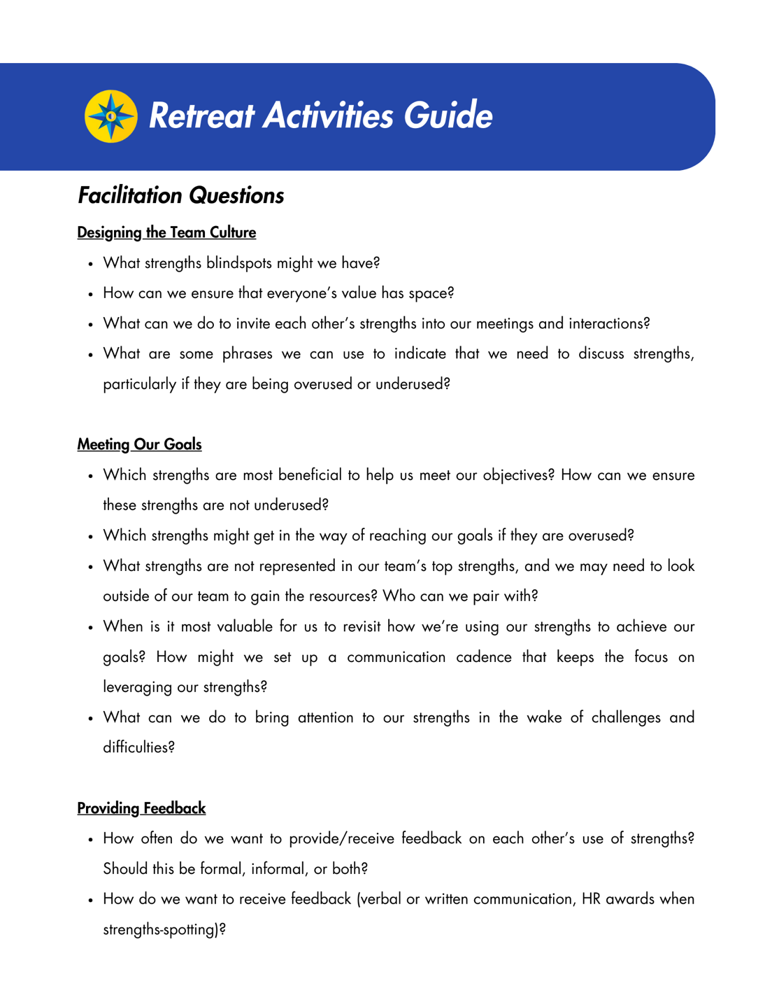 Retreat Activities Guide
Facilitation Questions
Designing the Team Culture
• What strengths blindspots might we have?
• How can we ensure that everyone's value has space?
• What can we do to invite each other's strengths into our meetings and interactions?
• What are some phrases we can use to indicate that we need to discuss strengths,
particularly if they are being overused or underused?
Meeting Our Goals
• Which strengths are most beneficial to help us meet our objectives? How can we ensure
these strengths are not underused?
• Which strengths might get in the way of reaching our goals if they are overused?
• What strengths are not represented in our team's top strengths, and we may need to look
outside of our team to gain the resources? Who can we pair with?
• When is it most valuable for us to revisit how we're using our strengths to achieve our
goals? How might we set up a communication cadence that keeps the focus on
leveraging our strengths?
• What can we do to bring attention to our strengths in the wake of challenges and
difficulties?
Providing Feedback
• How often do we want to provide/receive feedback on each other's use of strengths?
Should this be formal, informal, or both?
• How do we want to receive feedback (verbal or written communication, HR awards when
strengths-spotting)?